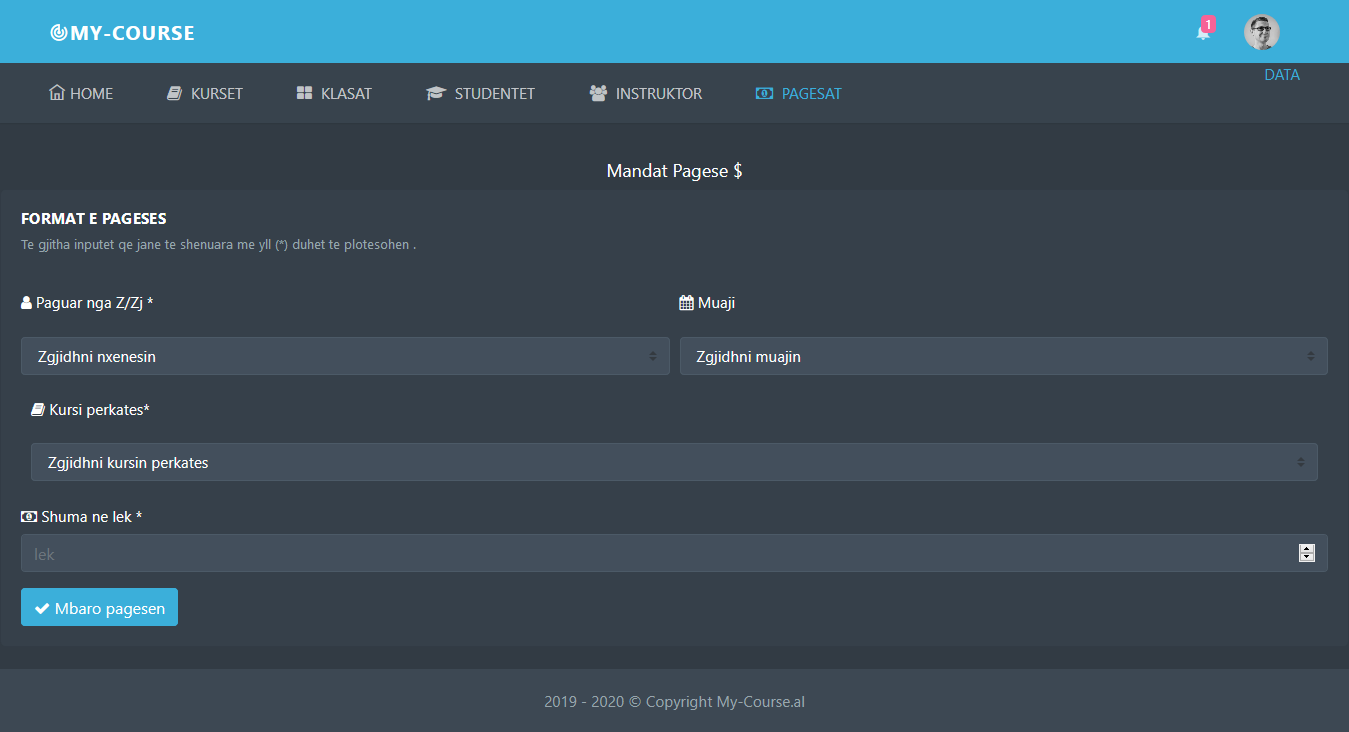 MY-COURSE
1
DATA
HOME KURSET KLASAT STUDENTET INSTRUKTOR PAGESAT
Mandat Pagese $
FORMAT E PAGESES
Te gjitha inputet qe jane te shenuara me yll (*) duhet te plotesohen .
Paguar nga Z/Zj * Muaji
Zgjidhni nxenesin Zgjidhni muajin
Kursi perkates*
Zgjidhni kursin perkates
Shuma ne lek *
lek
Mbaro pagesen
2019 - 2020 © Copyright My-Course.al